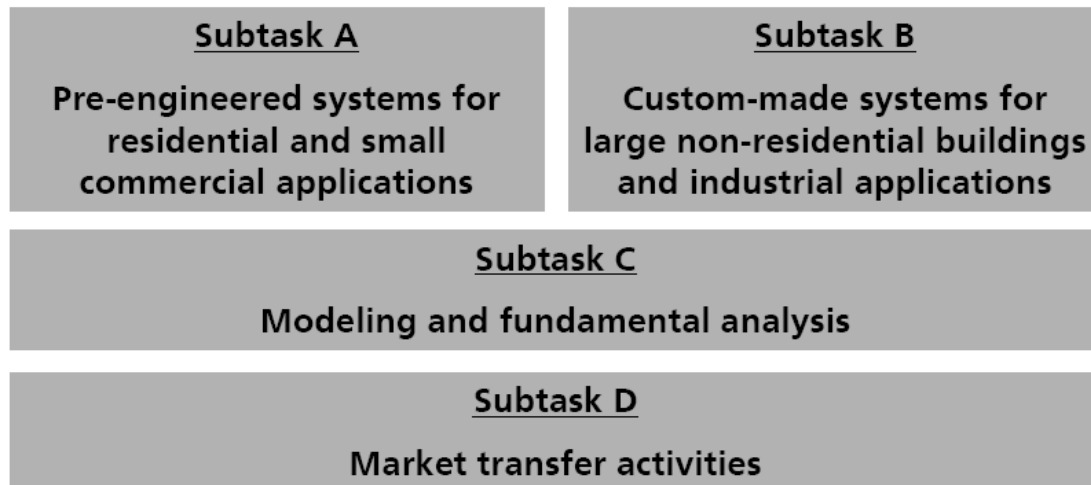 Subtask A
Pre-engineered systems for
residential and small
commercial applications
Subtask B
Custom-made systems for
large non-residential buildings
and industrial applications
Subtask C
Modeling and fundamental analysis
Subtask D
Market transfer activities